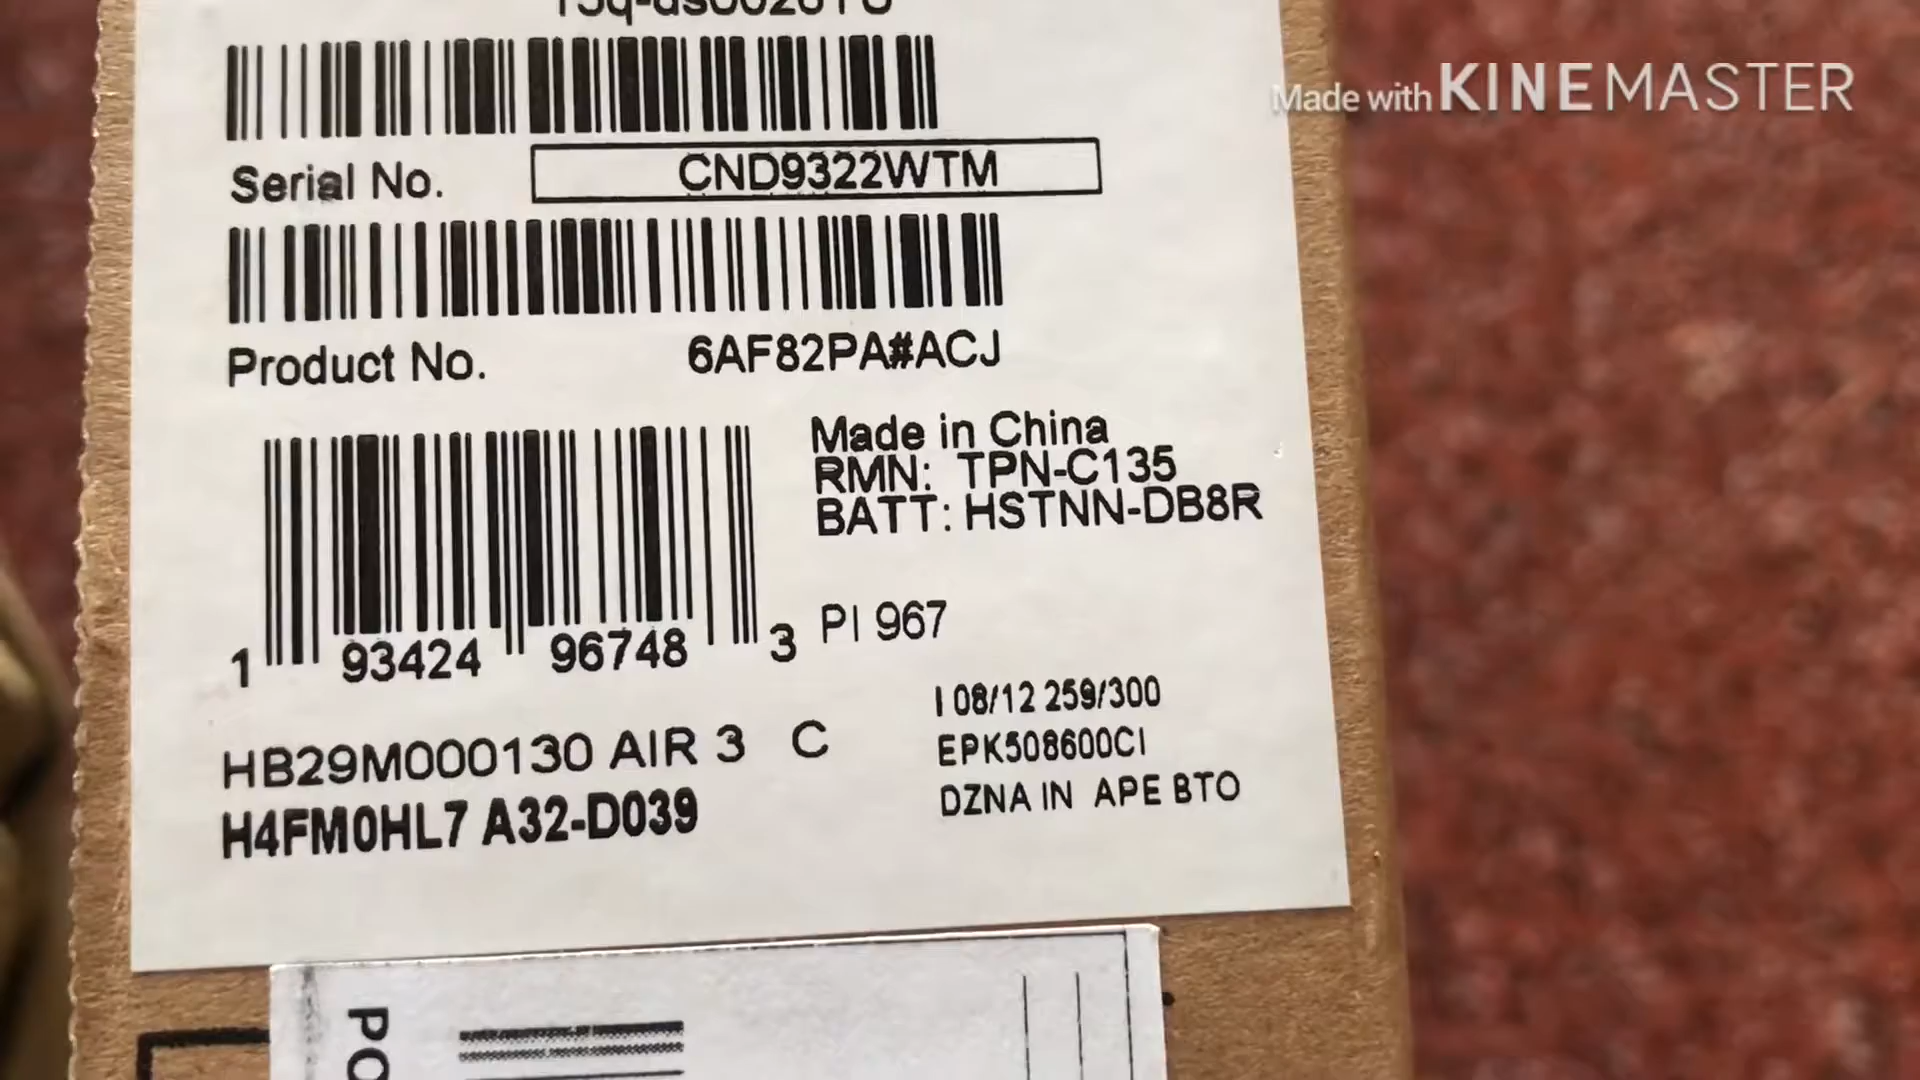 Made with KINEMASTER
Serial No. CND9322WTM
Product No. 6AF82PA#ACJ
Made in China
RMN: TPN-C135
BATT: HSTNN-DB8R
1 93424 96748 3
PI 967
I 08/12 259/300
EPK508600CI
DZNA IN APE BTO
HB29M000130 AIR 3 C
H4FM0HL7 A32-D039